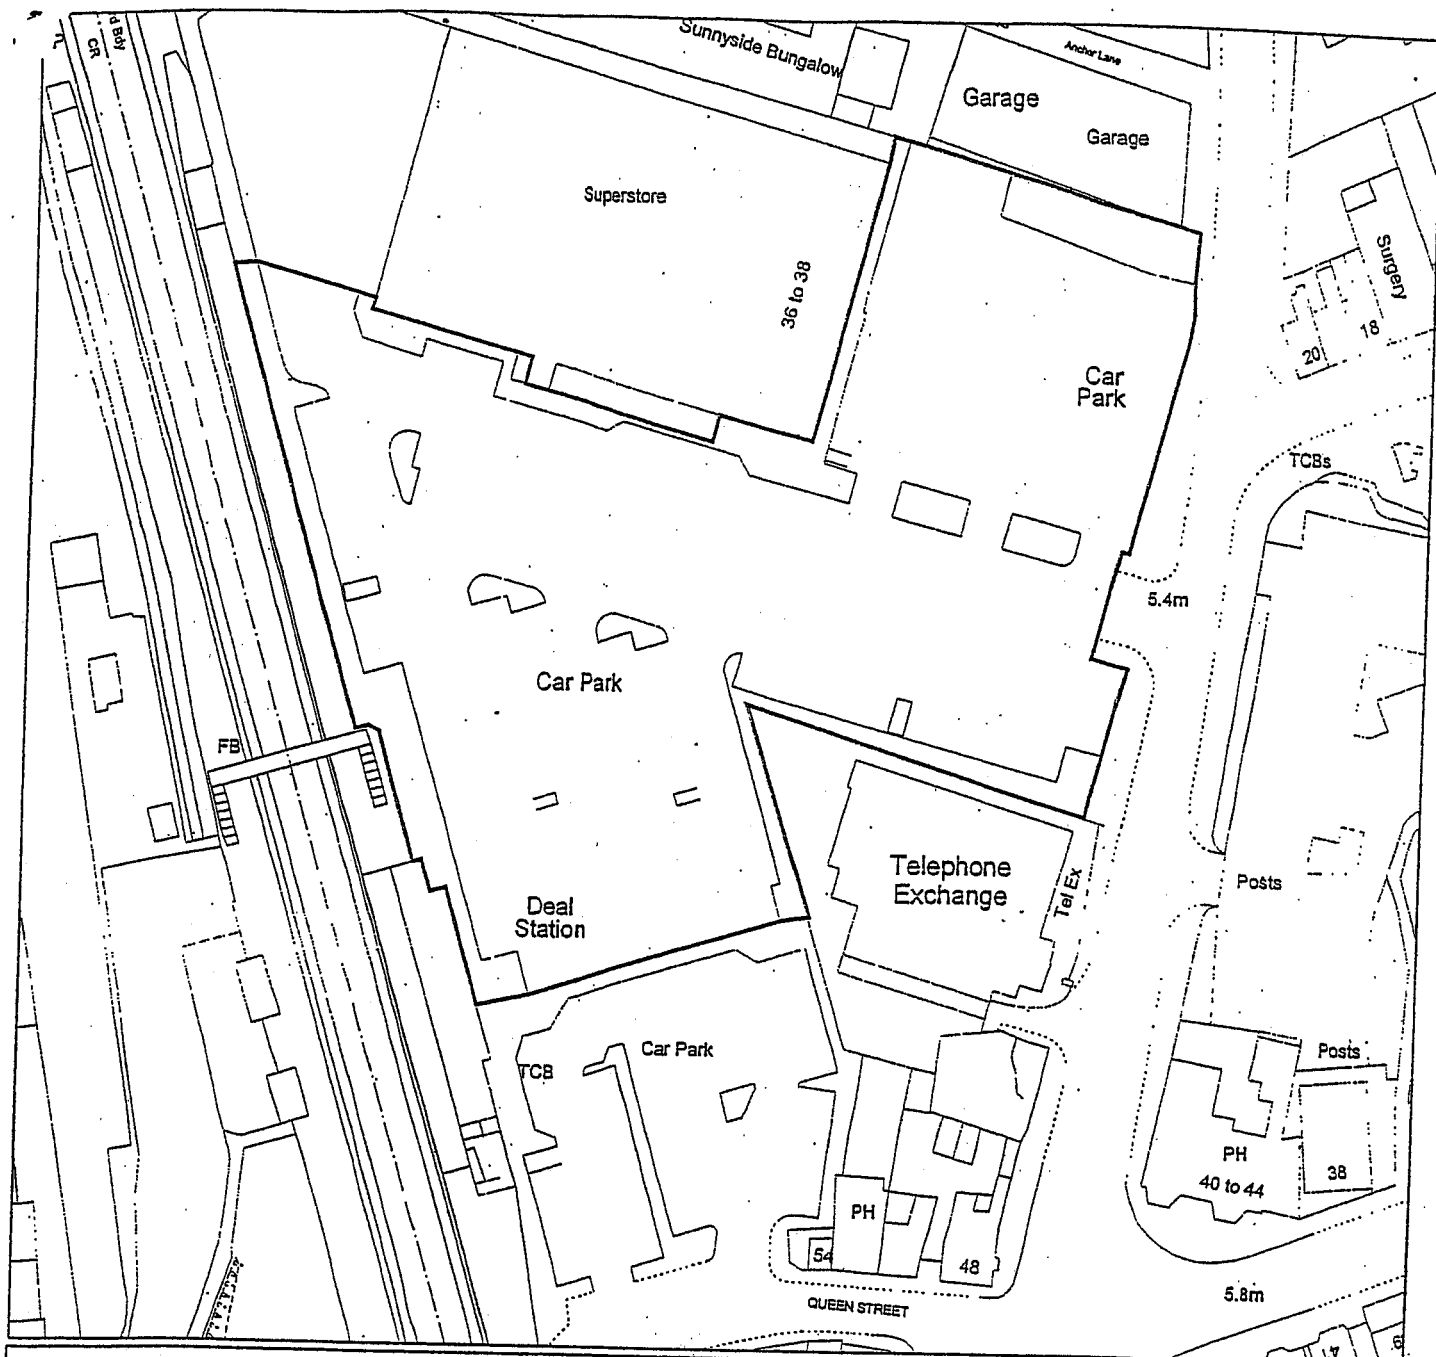 d Bdy
CR
Sunnyside Bungalow
Anchor Lane
Garage
Garage
Superstore
36 to 38
Surgery
18
20
Car
Park
TCBs
5.4m
Car Park
FB
Telephone
Exchange
Tel Ex
Posts
Deal
Station
Car Park
TCB
Posts
PH
40 to 44
38
PH
54
48
QUEEN STREET
5.8m